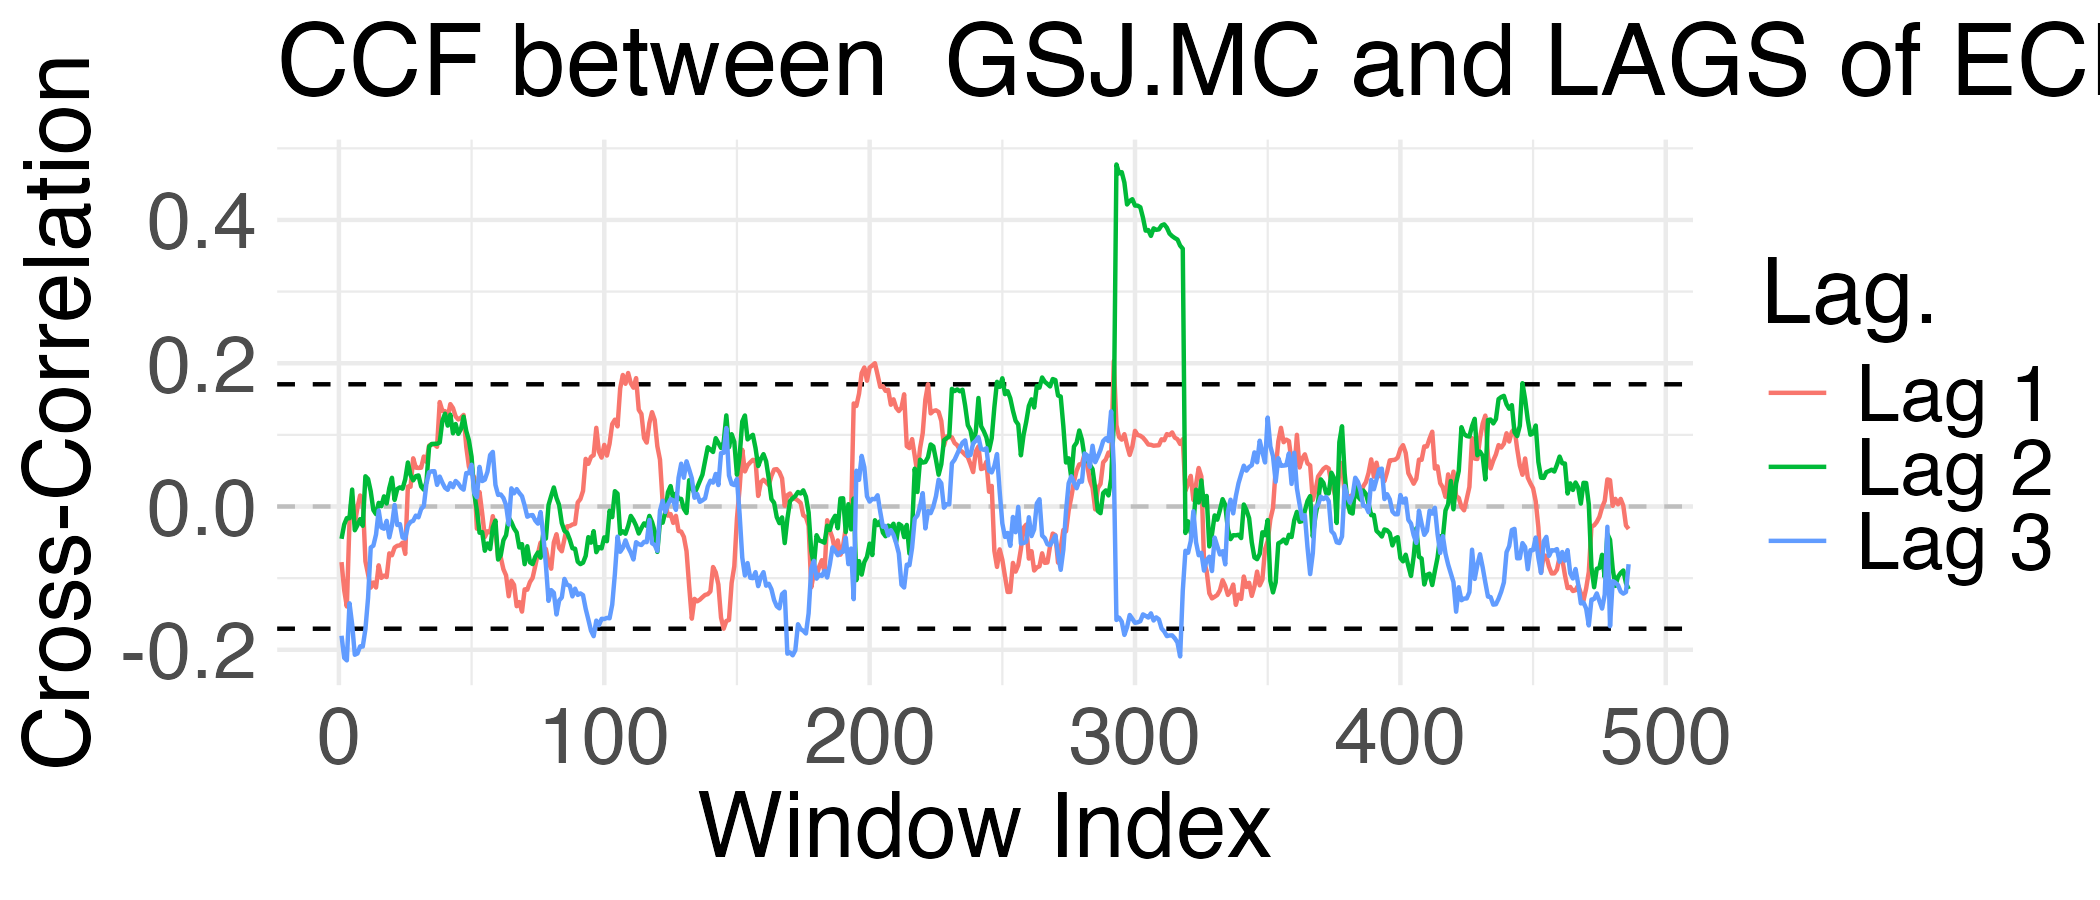 CCF between  GSJ.MC and LAGS of EC
Cross-Correlation
0.4
0.2
0.0
-0.2
0 100 200 300 400 500
Window Index
Lag.
Lag 1
Lag 2
Lag 3